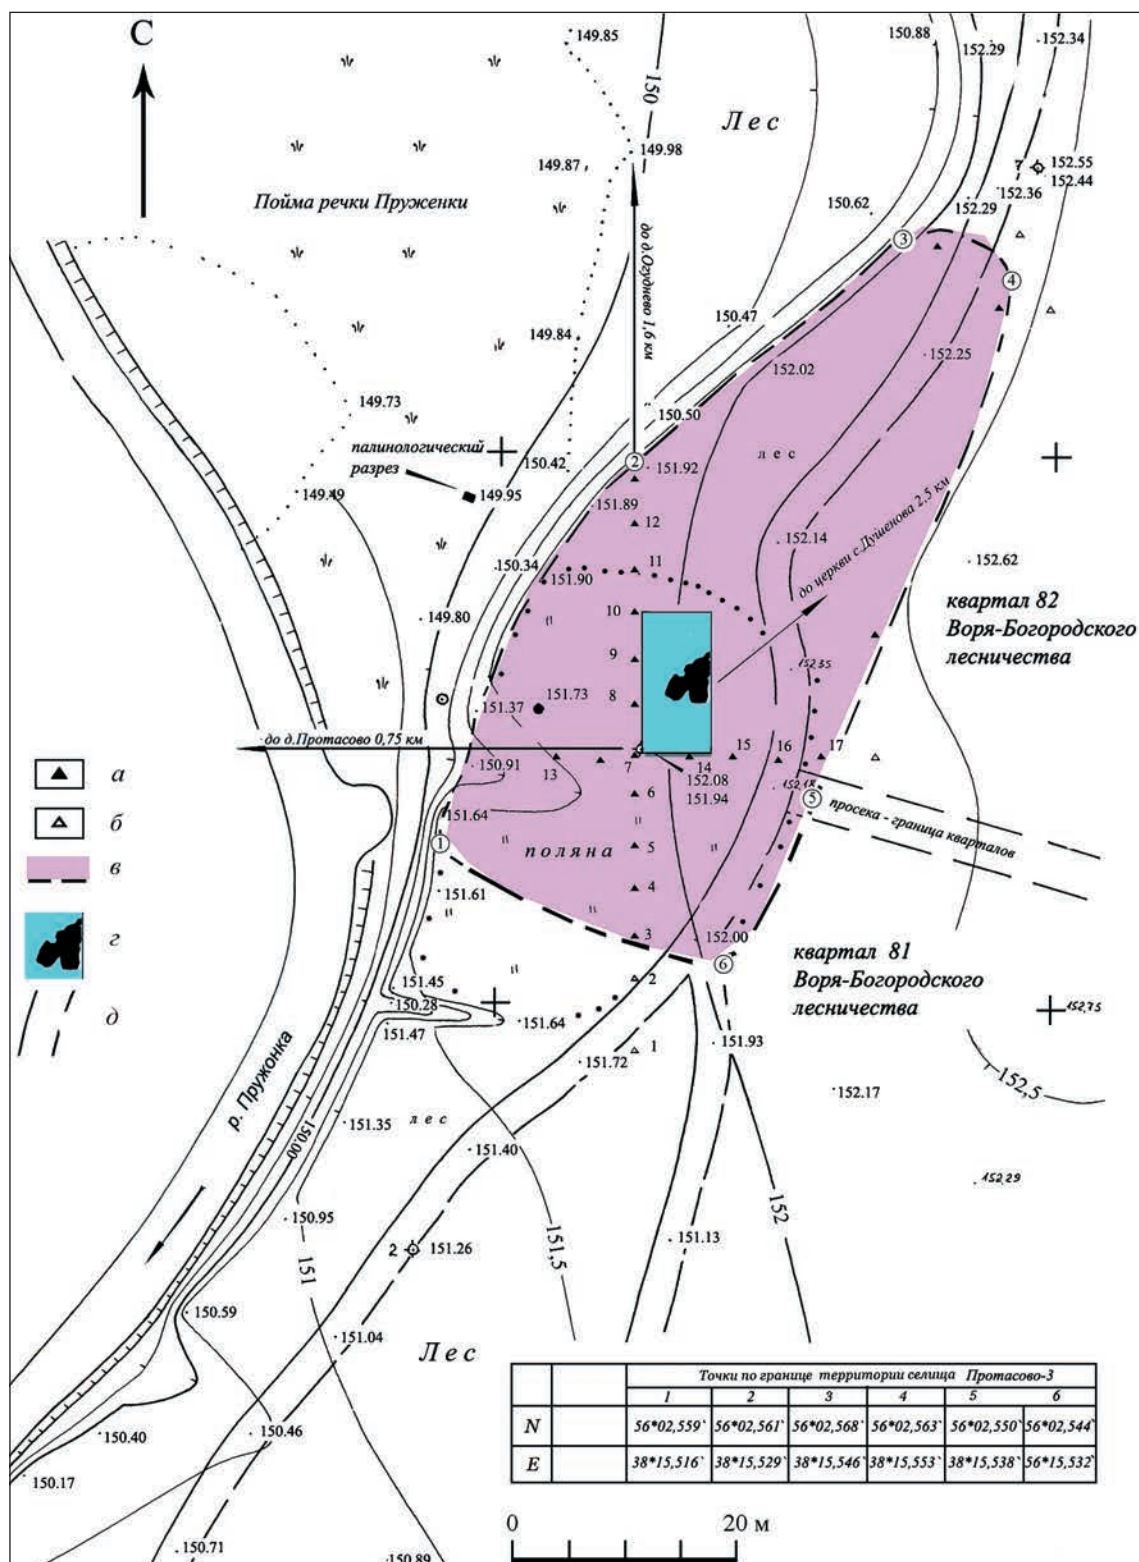 С
149.85
150.88
152.29
152.34
150
Лес
149.98
149.87
152.55
152.44
152.36
152.29
Пойма речки Пруженки
150.62
3
4
до д.Огуднево 1,6 км
149.84
150.47
152.25
152.02
149.73
150.50
палинологический
разрез
лес
150.42
2
151.92
149.49
149.95
151.89
12
до церкви с.Душенова 2,5 км
152.14
150.34
151.90
11
152.62
149.80
10
квартал 82
Воря-Богородского
лесничества
9
152.35
8
151.73
151.37
до д.Протасово 0,75 км
150.91
13
7
14
15
16
17
152.08
151.94
152.18
5
просека - граница кварталов
6
151.64
1
поляна
5
151.61
4
3
152.00
6
квартал 81
Воря-Богородского
лесничества
151.45
2
150.28
151.64
151.47
152.75
1
151.93
151.72
152,5
152.17
р. Пружонка
150.00
151.35
лес
151.40
152.29
150.95
151
151,5
152
151.13
2
151.26
150.59
151.04
Лес
150.40
150.46
150.17
150.71
150.89
а
б
в
г
д
Точки по границе территории селища Протасово-3
1 2 3 4 5 6
N 56*02,559` 56*02,561` 56*02,568` 56*02,563` 56*02,550` 56*02,544`
E 38*15,516` 38*15,529` 38*15,546` 38*15,553` 38*15,538` 56*15,532`
0 20 м